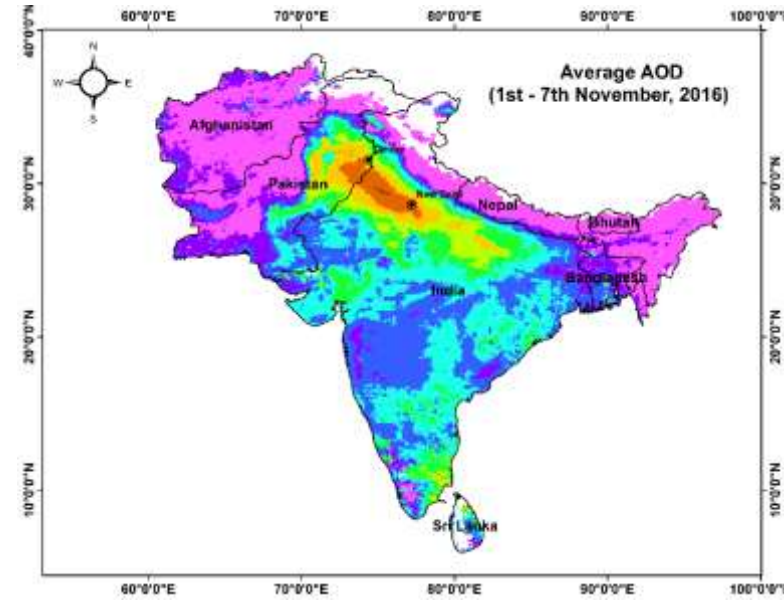 60°0'0"E 70°0'0"E 80°0'0"E 90°0'0"E 100°0'0"E
40°0'0"N 40°0'0"N
N
W E
S
Average AOD
(1st - 7th November, 2016)
Afghanistan
30°0'0"N Pakistan 30°0'0"N
New Delhi
Nepal
Bhutan
Bangladesh
India
20°0'0"N 20°0'0"N
10°0'0"N 10°0'0"N
Sri Lanka
60°0'0"E 70°0'0"E 80°0'0"E 90°0'0"E 100°0'0"E